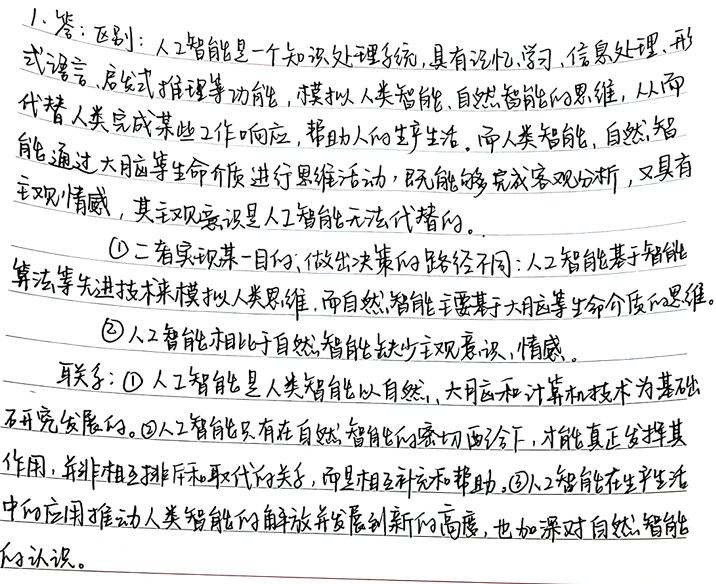 1.答：区别：人工智能是一个知识处理系统，具有记忆、学习、信息处理、形
式语言、启发式推理等功能，模拟人类智能、自然智能的思维，从而
代替人类完成某些工作响应，帮助人的生产生活。而人类智能、自然智
能通过大脑等生命介质进行思维活动，既能够完成客观分析，又具有
主观情感，其主观意识是人工智能无法代替的。
①二者实现某一目的、做出决策的路径不同：人工智能基于智能
算法等先进技术来模拟人类思维，而自然智能主要基于大脑等生命介质的思维。
②人工智能相比于自然智能缺少主观意识、情感。
联系：①人工智能是人类智能以自然、大脑和计算机技术为基础
研究发展的。②人工智能只有在自然智能的密切配合下，才能真正发挥其
作用，并非相互排斥和取代的关系，而是相互补充和帮助。③人工智能在生产生活
中的应用推动人类智能的解放并发展到新的高度，也加深对自然智能
的认识。